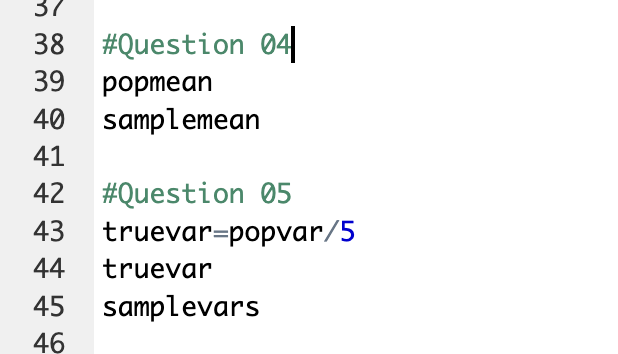 37
38 #Question 04
39 popmean
40 samplemean
41
42 #Question 05
43 truevar=popvar/5
44 truevar
45 samplevars
46